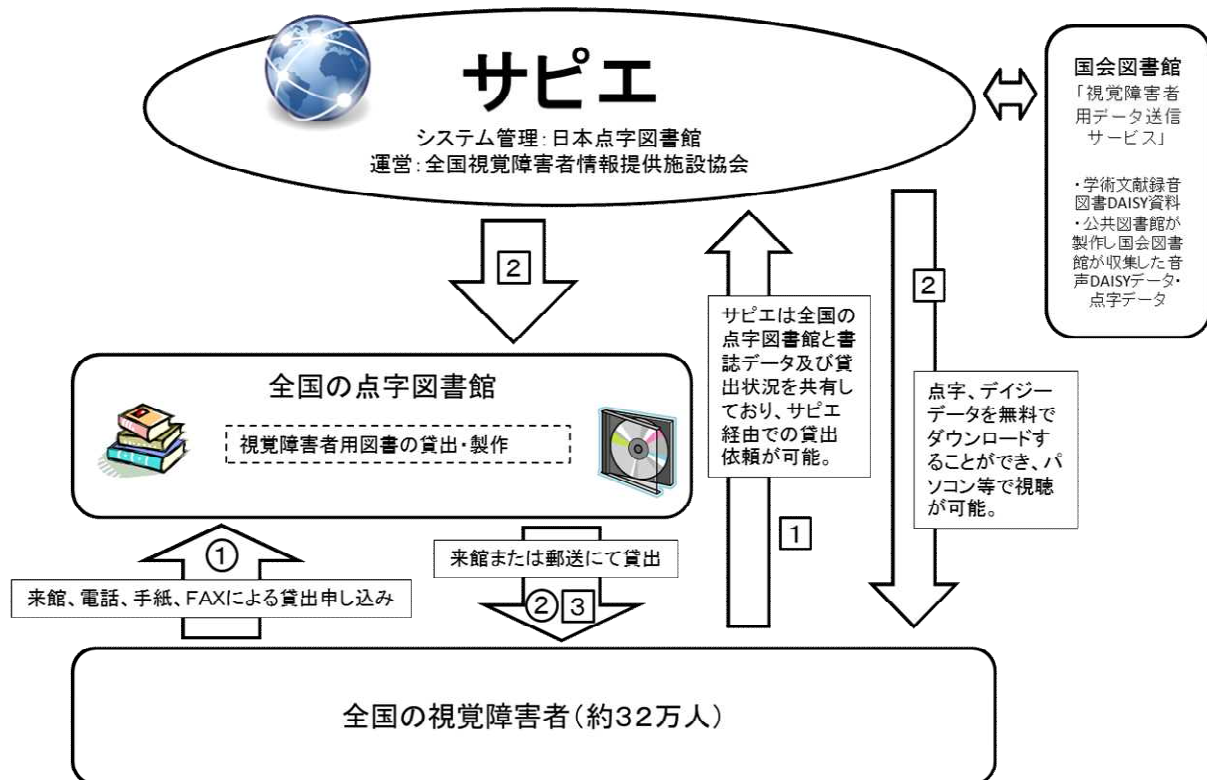 サピエ
システム管理：日本点字図書館
運営：全国視覚障害者情報提供施設協会
国会図書館
「視覚障害者
用データ送信
サービス」
・学術文献録音
図書DAISY資料
・公共図書館が
製作し国会図書
館が収集した音
声DAISYデータ・
点字データ
2
全国の点字図書館
視覚障害者用図書の貸出・製作
サピエは全国の
点字図書館と書
誌データ及び貸
出状況を共有し
ており、サピエ
経由での貸出
依頼が可能。
1
2
点字、デイジー
データを無料で
ダウンロードす
ることができ、パ
ソコン等で視聴
が可能。
①
来館、電話、手紙、FAXによる貸出申し込み
来館または郵送にて貸出
② 3
全国の視覚障害者（約３２万人）